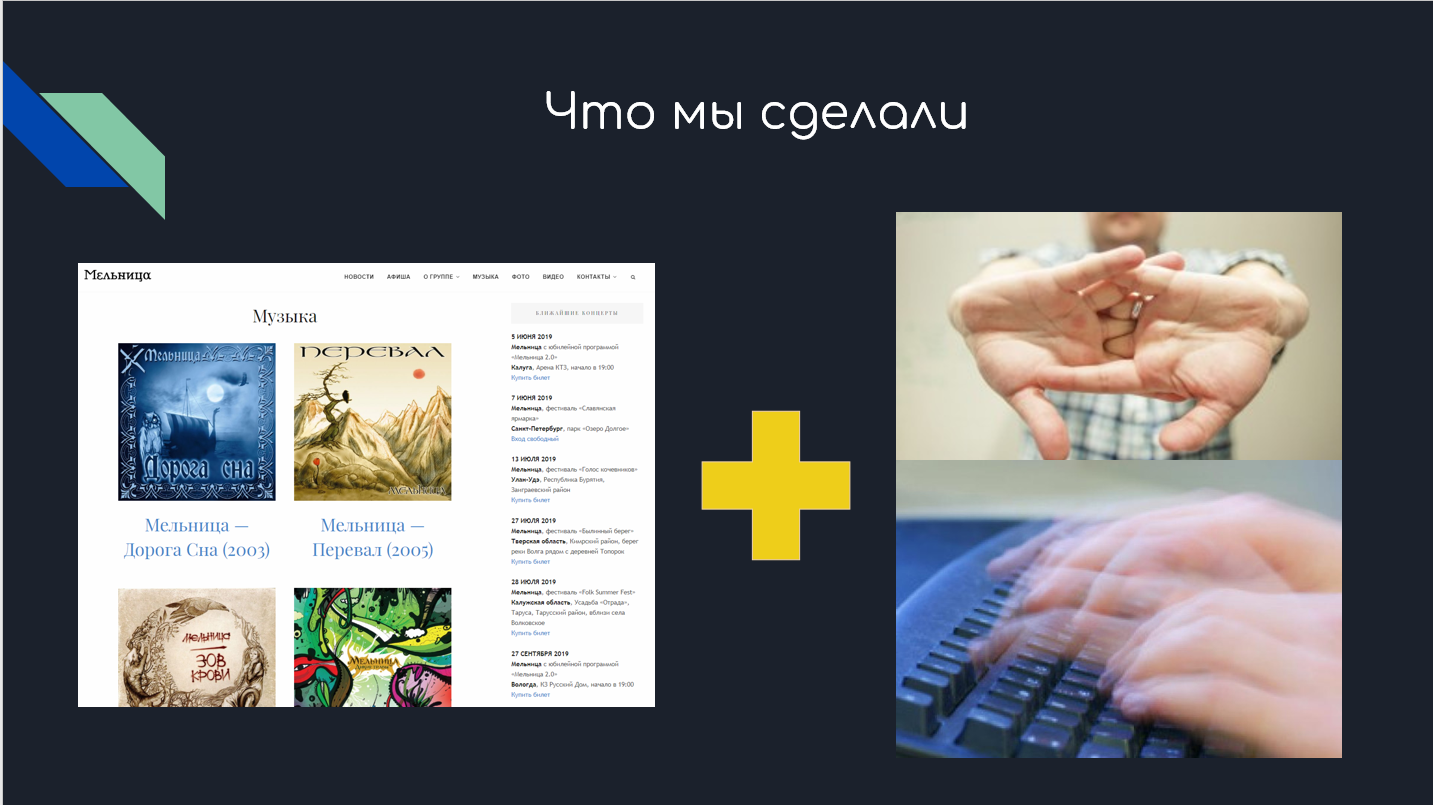 Что мы сделали
Мельница
НОВОСТИ АФИША О ГРУППЕ МУЗЫКА ФОТО ВИДЕО КОНТАКТЫ
Музыка
Мельница
Дорога сна
Мельница —
Дорога Сна (2003)
ПЕРЕВАЛ
МЕЛЬНИЦА
Мельница —
Перевал (2005)
МЕЛЬНИЦА
ЗОВ
КРОВИ
МЕЛЬНИЦА
БЛИЖАЙШИЕ КОНЦЕРТЫ
5 ИЮНЯ 2019
Мельница с юбилейной программой
«Мельница 2.0»
Калуга, Арена КТЗ, начало в 19:00
Купить билет
7 ИЮНЯ 2019
Мельница, фестиваль «Славянская
ярмарка»
Санкт-Петербург, парк «Озеро Долгое»
Вход свободный
13 ИЮЛЯ 2019
Мельница, фестиваль «Голос кочевников»
Улан-Удэ, Республика Бурятия,
Заиграевский район
Купить билет
27 ИЮЛЯ 2019
Мельница, фестиваль «Былинный берег»
Тверская область, Кимрский район, берег
реки Волга рядом с деревней Топорок
Купить билет
28 ИЮЛЯ 2019
Мельница, фестиваль «Folk Summer Fest»
Калужская область, Усадьба «Отрада»,
Таруса, Тарусский район, вблизи села
Волковское
Купить билет
27 СЕНТЯБРЯ 2019
Мельница с юбилейной программой
«Мельница 2.0»
Вологда, КЗ Русский Дом, начало в 19:00
Купить билет